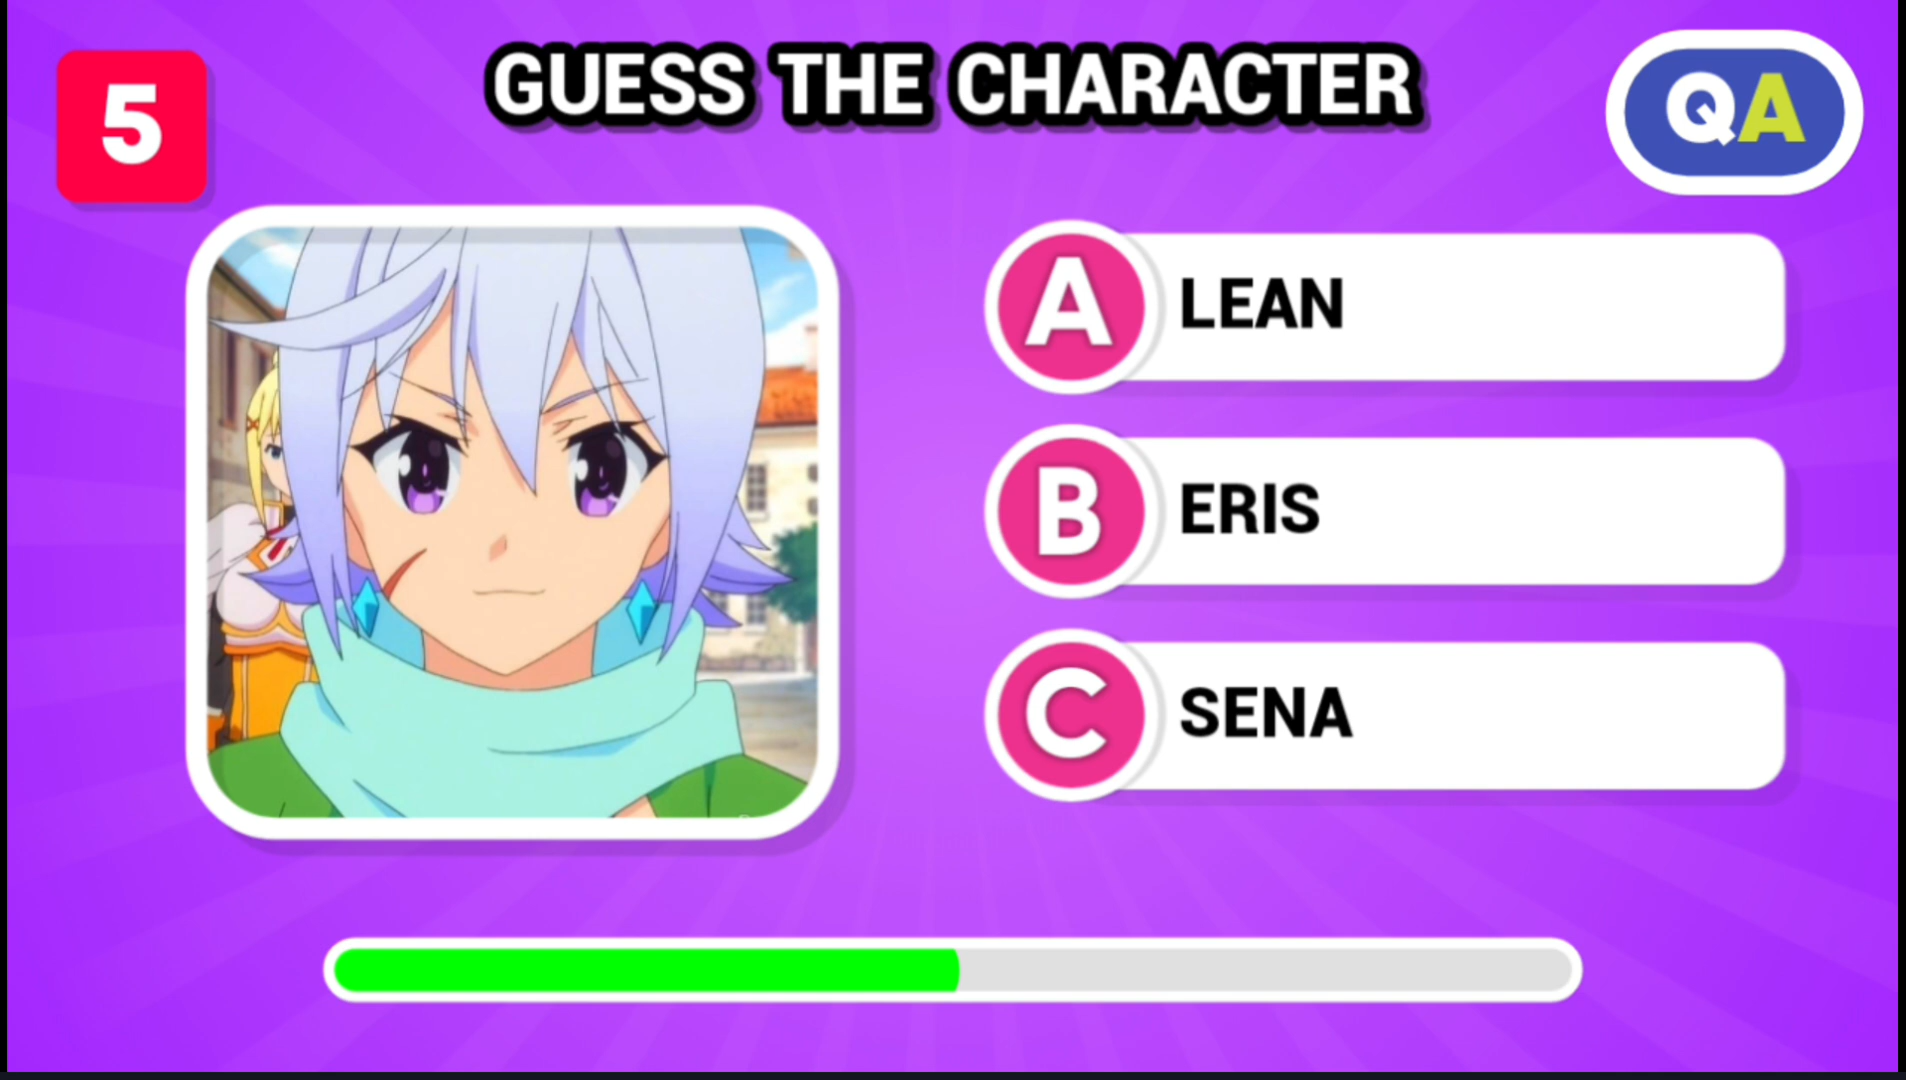 5
GUESS THE CHARACTER
QA
A LEAN
B ERIS
C SENA